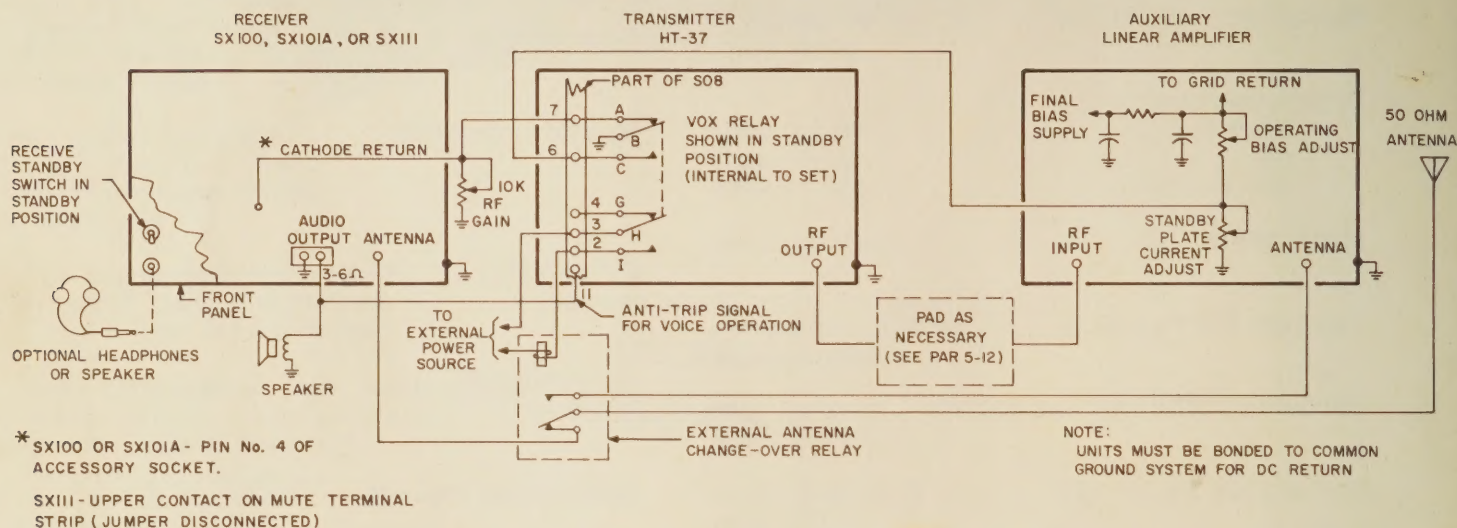 RECEIVER
SX100, SX101A, OR SX111
TRANSMITTER
HT-37
AUXILIARY
LINEAR AMPLIFIER
RECEIVE
STANDBY
SWITCH IN
STANDBY
POSITION
* CATHODE RETURN
10K
RF
GAIN
AUDIO
OUTPUT
3-6Ω
ANTENNA
FRONT
PANEL
OPTIONAL HEADPHONES
OR SPEAKER
SPEAKER
PART OF SO8
7
6
4
3
2
11
A
B
C
G
H
I
VOX RELAY
SHOWN IN STANDBY
POSITION
(INTERNAL TO SET)
RF
OUTPUT
ANTI-TRIP SIGNAL
FOR VOICE OPERATION
TO
EXTERNAL
POWER
SOURCE
EXTERNAL ANTENNA
CHANGE-OVER RELAY
PAD AS
NECESSARY
(SEE PAR 5-12)
TO GRID RETURN
FINAL
BIAS
SUPPLY
OPERATING
BIAS ADJUST
STANDBY
PLATE
CURRENT
ADJUST
RF
INPUT
ANTENNA
50 OHM
ANTENNA
* SX100 OR SX101A- PIN No. 4 OF
ACCESSORY SOCKET.
SX111-UPPER CONTACT ON MUTE TERMINAL
STRIP (JUMPER DISCONNECTED)
NOTE:
UNITS MUST BE BONDED TO COMMON
GROUND SYSTEM FOR DC RETURN